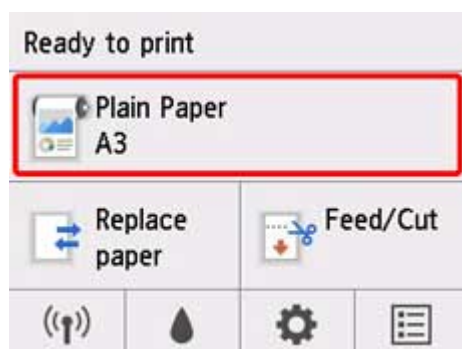 Ready to print
Plain Paper
A3
Replace
paper
Feed/Cut